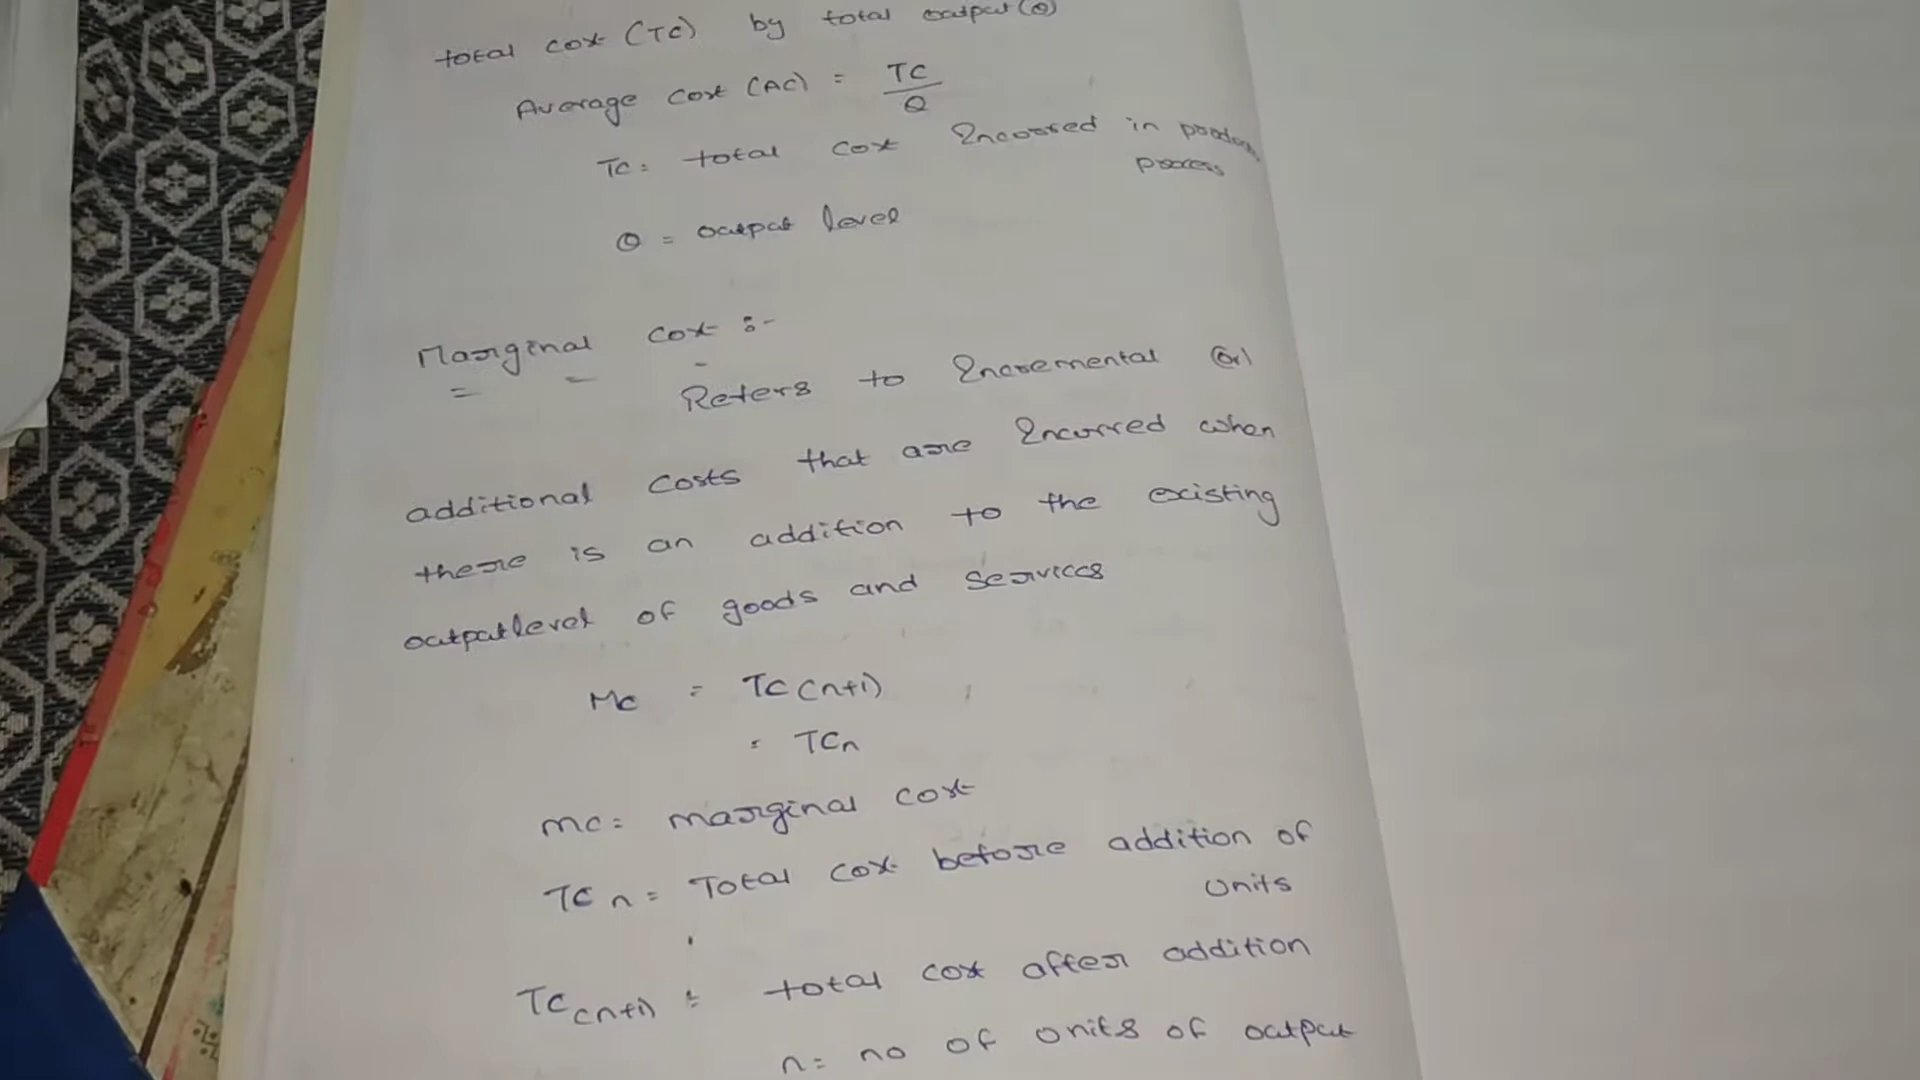 total cost (TC) by total output (Q)
Average cost (AC) = TC/Q
TC = total cost Incurred in
process
Q = output level
Marginal cost :-
Refers to Incremental (or)
additional costs that are Incurred when
there is an addition to the existing
output level of goods and services
MC = TC (n+1)
= TCn
MC = marginal cost
TC n = Total cost before addition of
units
TC (n+1) = total cost after addition
n = no of units of output